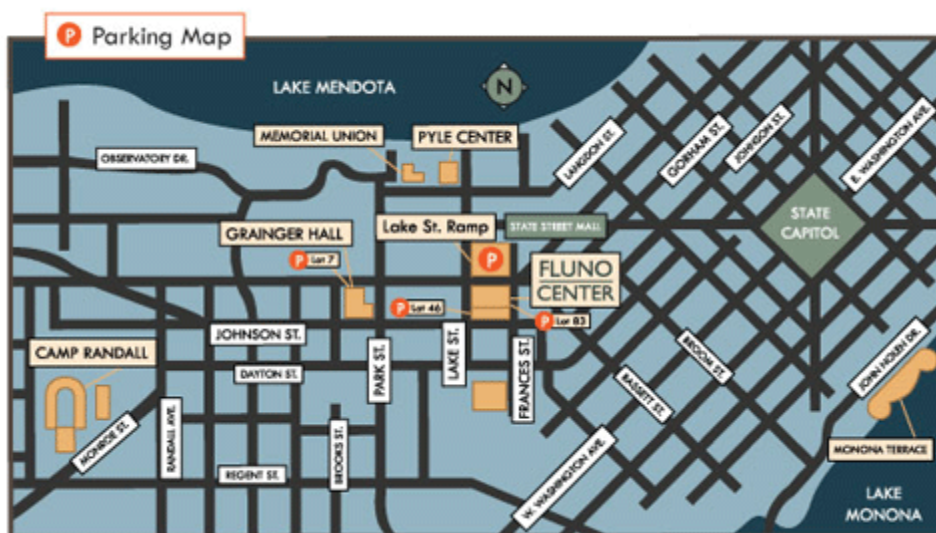 P Parking Map
LAKE MENDOTA
N
MEMORIAL UNION
PYLE CENTER
LANGDON ST.
GORHAM ST.
JOHNSON ST.
E. WASHINGTON AVE.
OBSERVATORY DR.
GRAINGER HALL
Lake St. Ramp
STATE STREET MALL
STATE
CAPITOL
P Lot 7
P
FLUNO
CENTER
P Lot 46
P Lot 83
JOHNSON ST.
CAMP RANDALL
DAYTON ST.
PARK ST.
LAKE ST.
FRANCES ST.
BASSETT ST.
BROOM ST.
JOHN NOLEN DR.
MONROE ST.
RANDALL AVE.
BROOKS ST.
REGENT ST.
W. WASHINGTON AVE.
MONONA TERRACE
LAKE
MONONA